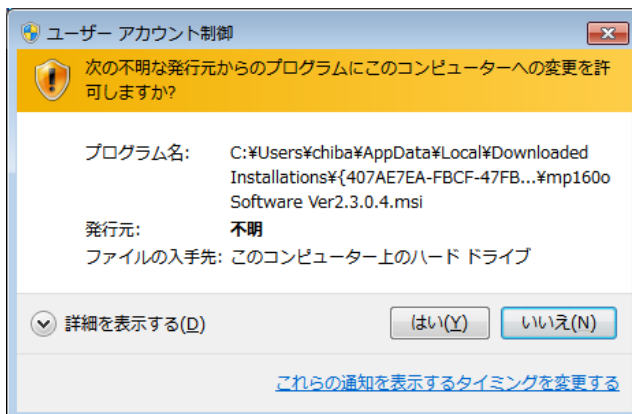 ユーザー アカウント制御
次の不明な発行元からのプログラムにこのコンピューターへの変更を許
可しますか?
プログラム名: C:¥Users¥chiba¥AppData¥Local¥Downloaded
Installations¥{407AE7EA-FBCF-47FB...¥mp160o
Software Ver2.3.0.4.msi
発行元: 不明
ファイルの入手先: このコンピューター上のハード ドライブ
詳細を表示する(D)
はい(Y)
いいえ(N)
これらの通知を表示するタイミングを変更する